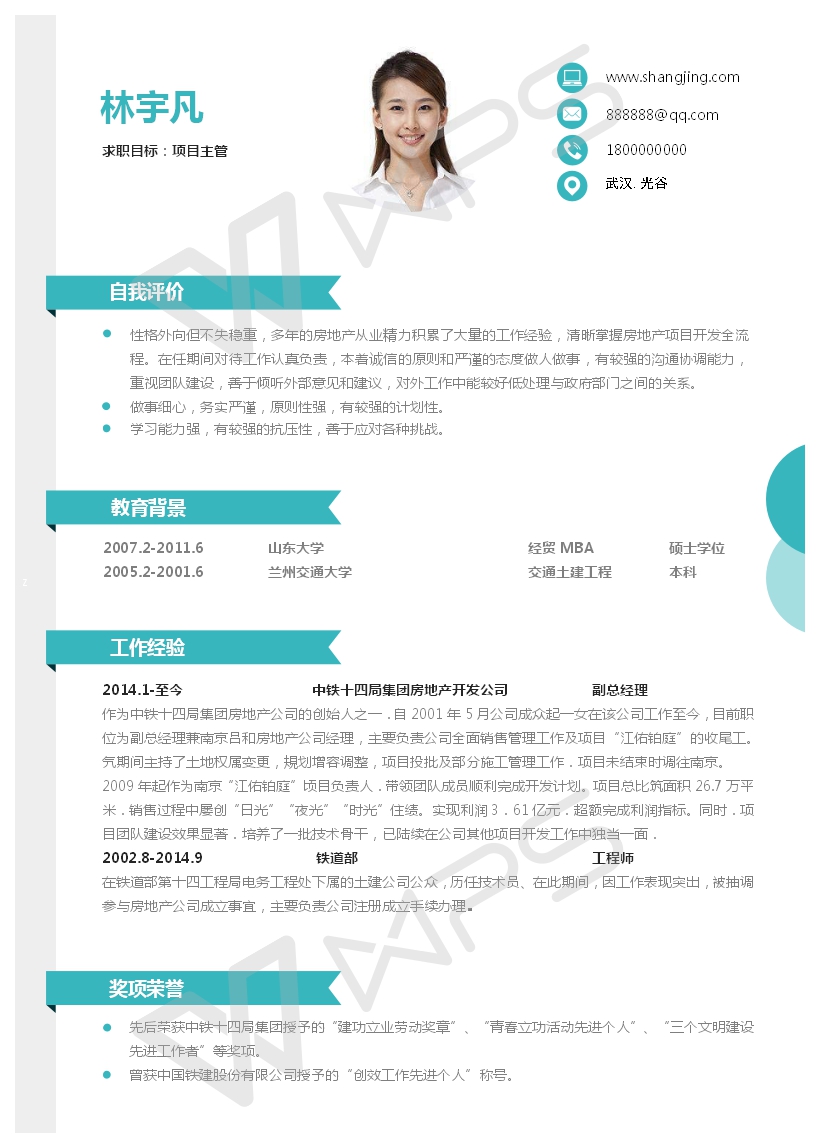 林宇凡
求职目标：项目主管
www.shangjing.com
888888@qq.com
1800000000
武汉. 光谷
自我评价
性格外向但不失稳重，多年的房地产从业精力积累了大量的工作经验，清晰掌握房地产项目开发全流
程。在任期间对待工作认真负责，本着诚信的原则和严谨的态度做人做事，有较强的沟通协调能力，
重视团队建设，善于倾听外部意见和建议，对外工作中能较好低处理与政府部门之间的关系。
做事细心，务实严谨，原则性强，有较强的计划性。
学习能力强，有较强的抗压性，善于应对各种挑战。
教育背景
2007.2-2011.6 山东大学 经贸 MBA 硕士学位
2005.2-2001.6 兰州交通大学 交通土建工程 本科
工作经验
2014.1-至今 中铁十四局集团房地产开发公司 副总经理
作为中铁十四局集团房地产公司的创始人之一．自 2001 年 5 月公司成众起一女在该公司工作至今，目前职
位为副总经理兼南京吕和房地产公司经理，主要负责公司全面销售管理工作及项目“江佑铂庭”的收尾工。
氕期间主持了土地权属变更，規划增容调整，项目投批及部分施工管理工作．项目未结束时调往南京。
2009 年起作为南京“江佑铂庭”顷目负责人．带领团队成员顺利完成开发计划。项目总比筑面积 26.7 万平
米．销售过程中屡创“日光”“夜光”“时光”住绩。实现利润 3．61 亿元．超额完成利润指标。同时．项
目团队建设效果显著．培养了一批技术骨干，已陆续在公司其他项目开发工作中独当一面．
2002.8-2014.9 铁道部 工程师
在铁道部第十四工程局电务工程处下属的土建公司公众，历任技术员、在此期间，因工作表现突出，被抽调
参与房地产公司成立事宜，主要负责公司注册成立手续办理。
奖项荣誉
先后荣获中铁十四局集团授予的“建功立业劳动奖章”、“青春立功活动先进个人”、“三个文明建设
先进工作者”等奖项。
曾获中国铁建股份有限公司授予的“创效工作先进个人”称号。
WPS
WPS